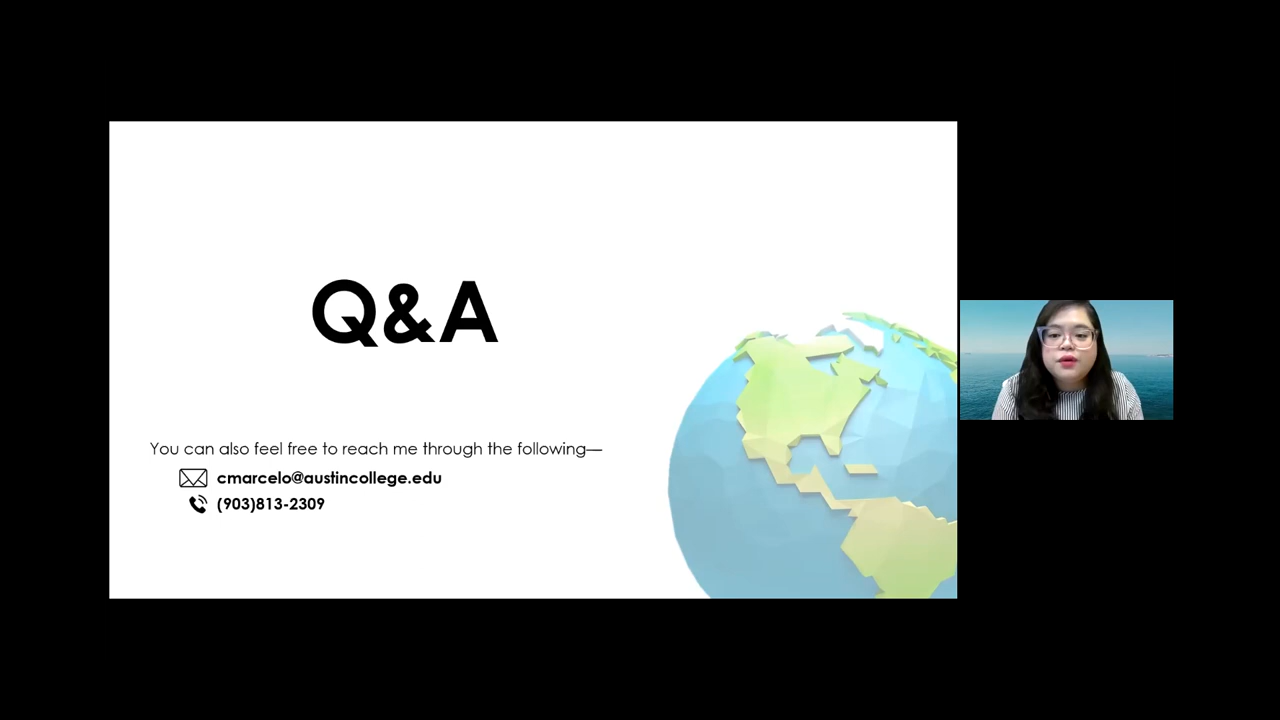 Q&A
You can also feel free to reach me through the following—
cmarcelo@austincollege.edu
(903)813-2309